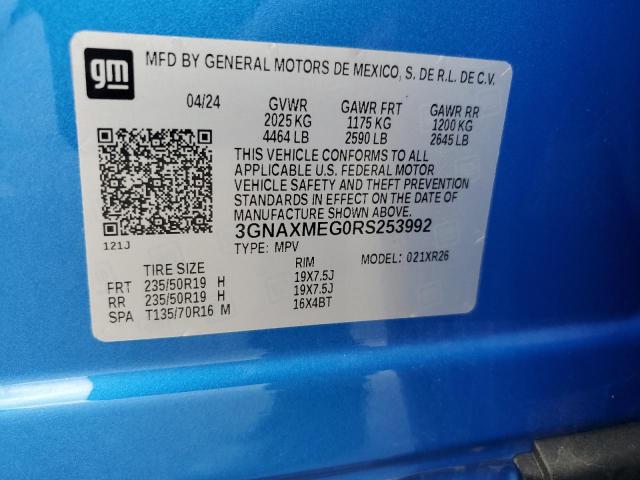 gm
MFD BY GENERAL MOTORS DE MEXICO, S. DE R.L. DE C.V.
04/24 GVWR GAWR FRT GAWR RR
2025 KG 1175 KG 1200 KG
4464 LB 2590 LB 2645 LB
THIS VEHICLE CONFORMS TO ALL
APPLICABLE U.S. FEDERAL MOTOR
VEHICLE SAFETY AND THEFT PREVENTION
STANDARDS IN EFFECT ON THE DATE OF
MANUFACTURE SHOWN ABOVE.
3GNAXMEG0RS253992
121J
TYPE: MPV MODEL: 021XR26
TIRE SIZE RIM
FRT 235/50R19 H 19X7.5J
RR 235/50R19 H 19X7.5J
SPA T135/70R16 M 16X4BT